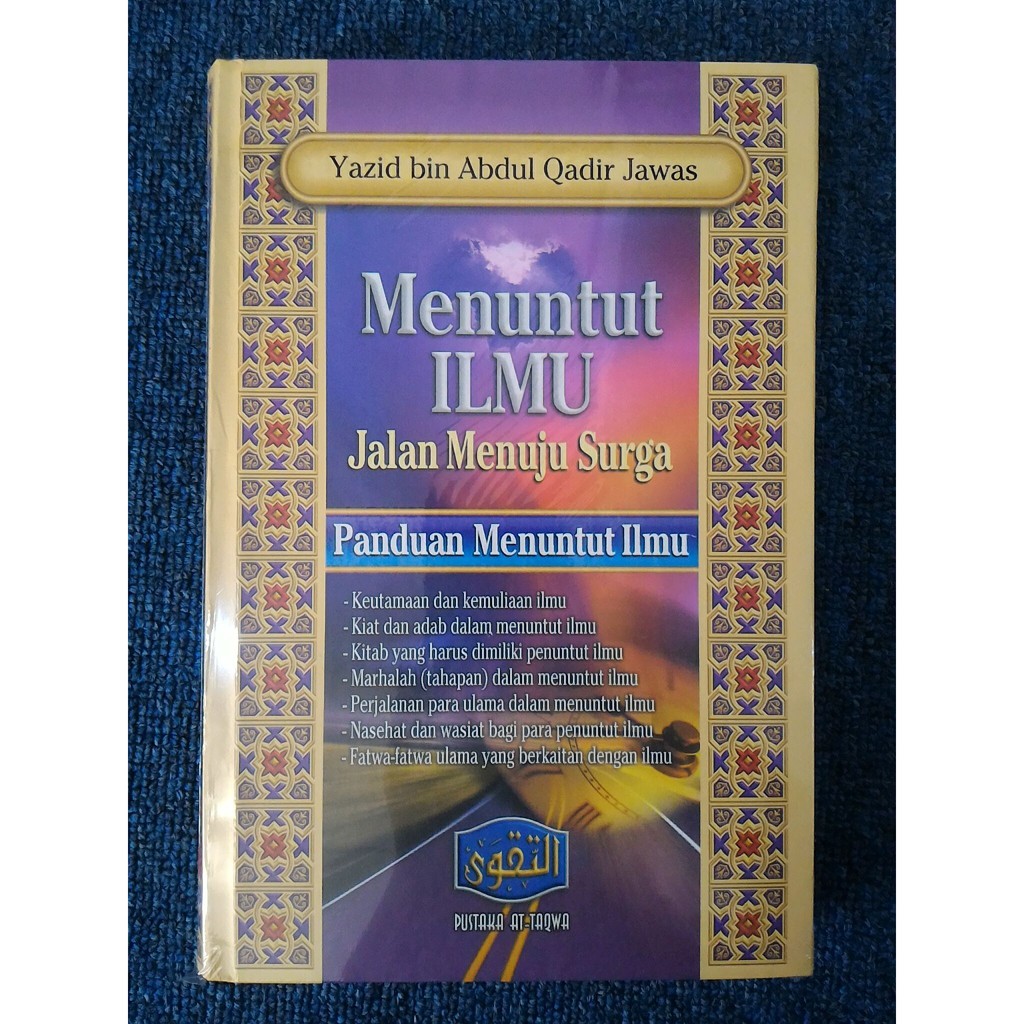 Yazid bin Abdul Qadir Jawas
Menuntut
ILMU
Jalan Menuju Surga
Panduan Menuntut Ilmu
- Keutamaan dan kemuliaan ilmu
- Kiat dan adab dalam menuntut ilmu
- Kitab yang harus dimiliki penuntut ilmu
- Marhalah (tahapan) dalam menuntut ilmu
- Perjalanan para ulama dalam menuntut ilmu
- Nasehat dan wasiat bagi para penuntut ilmu
- Fatwa-fatwa ulama yang berkaitan dengan ilmu
التقوى
PUSTAKA AT-TAQWA